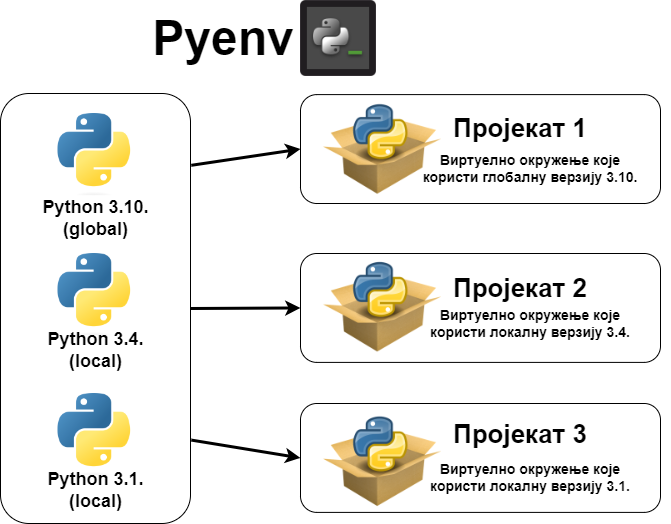 Pyenv
Python 3.10.
(global)
Python 3.4.
(local)
Python 3.1.
(local)
Пројекат 1
Виртуелно окружење које
користи глобалну верзију 3.10.
Пројекат 2
Виртуелно окружење које
користи локалну верзију 3.4.
Пројекат 3
Виртуелно окружење које
користи локалну верзију 3.1.